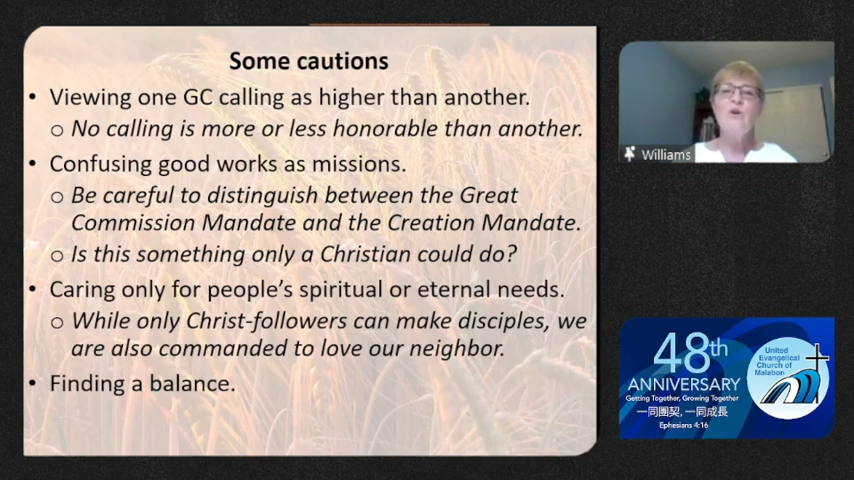 Some cautions
• Viewing one GC calling as higher than another.
o No calling is more or less honorable than another.
• Confusing good works as missions.
o Be careful to distinguish between the Great
Commission Mandate and the Creation Mandate.
o Is this something only a Christian could do?
• Caring only for people's spiritual or eternal needs.
o While only Christ-followers can make disciples, we
are also commanded to love our neighbor.
• Finding a balance.
Williams
48th
ANNIVERSARY
Getting Together, Growing Together
一同團契, 一同成長
Ephesians 4:16
United
Evangelical
Church of
Malabon